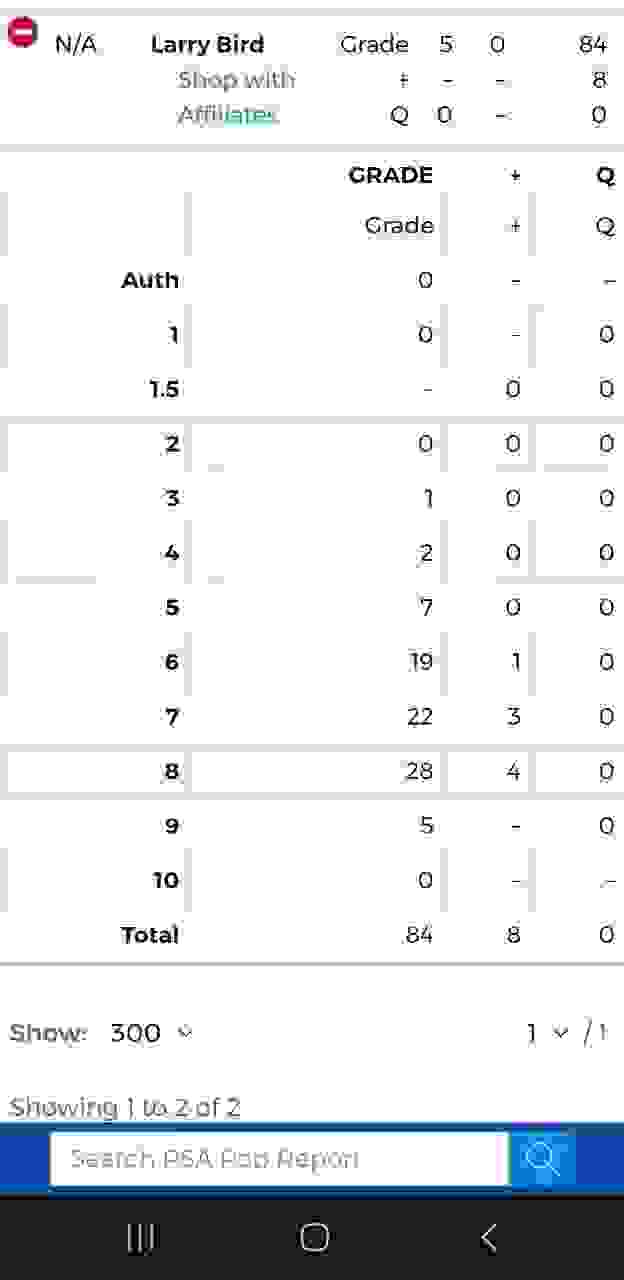 N/A Larry Bird Grade 5 0 84
Shop with + - - 8
Affiliates Q 0 - 0
GRADE + Q
Grade + Q
Auth 0 - -
1 0 - 0
1.5 - 0 0
2 0 0 0
3 1 0 0
4 2 0 0
5 7 0 0
6 19 1 0
7 22 3 0
8 28 4 0
9 5 - 0
10 0 - -
Total 84 8 0
Show: 300 1 / 1
Showing 1 to 2 of 2
Search PSA Pop Report